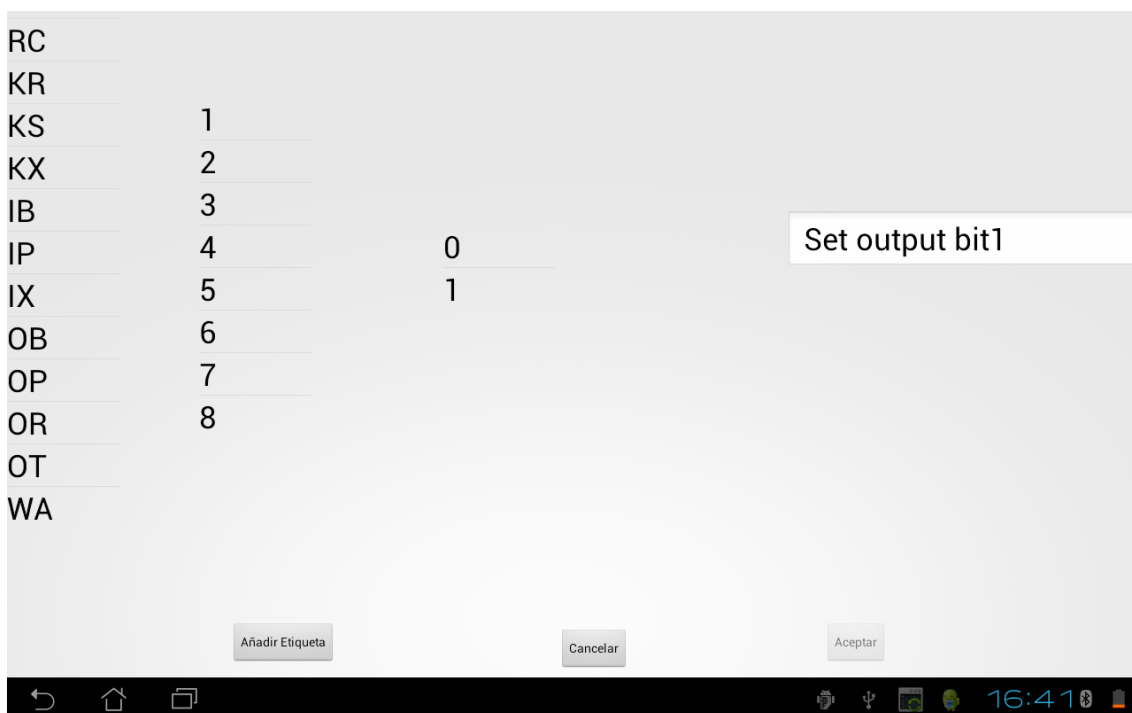 RC
KR
KS
KX
IB
IP
IX
OB
OP
OR
OT
WA
1
2
3
4
5
6
7
8
0
1
Set output bit1
Añadir Etiqueta
Cancelar
Aceptar
16:41